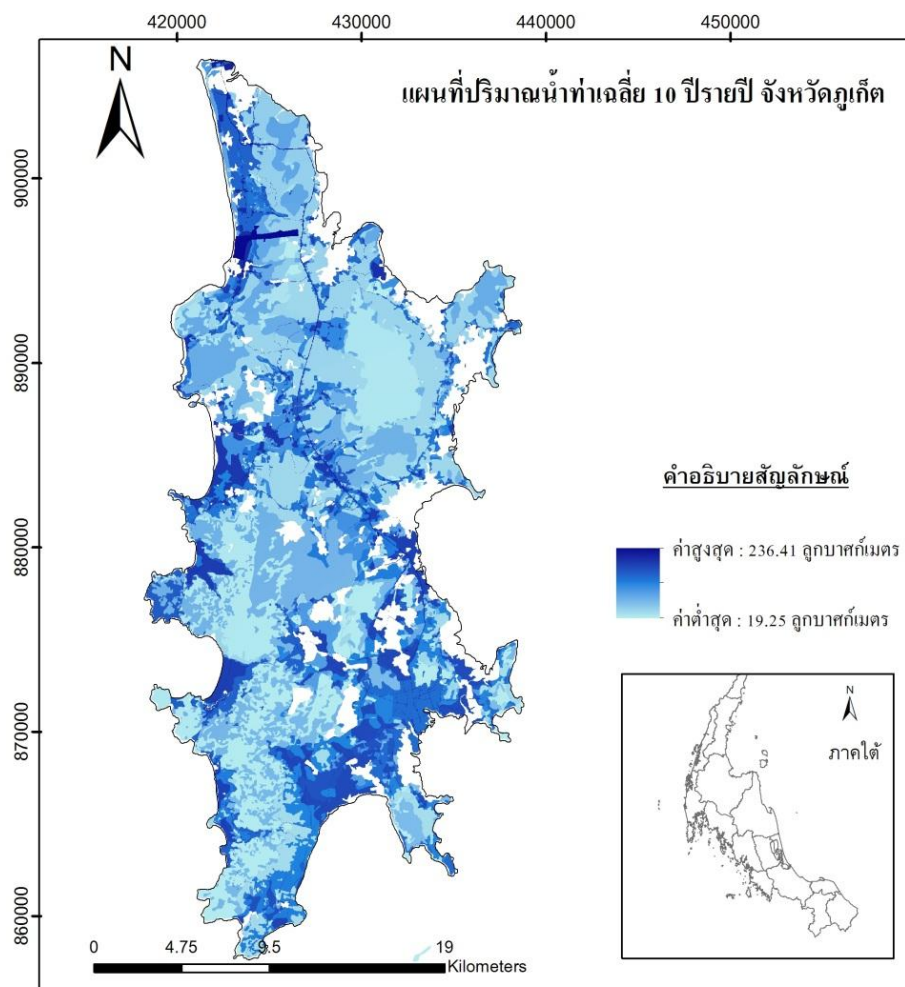 420000 430000 440000 450000
N
แผนที่ปริมาณน้ำท่าเฉลี่ย 10 ปีรายปี จังหวัดภูเก็ต
900000
890000
880000
870000
860000
คำอธิบายสัญลักษณ์
ค่าสูงสุด : 236.41 ลูกบาศก์เมตร
ค่าต่ำสุด : 19.25 ลูกบาศก์เมตร
N
ภาคใต้
0 4.75 9.5 19
Kilometers